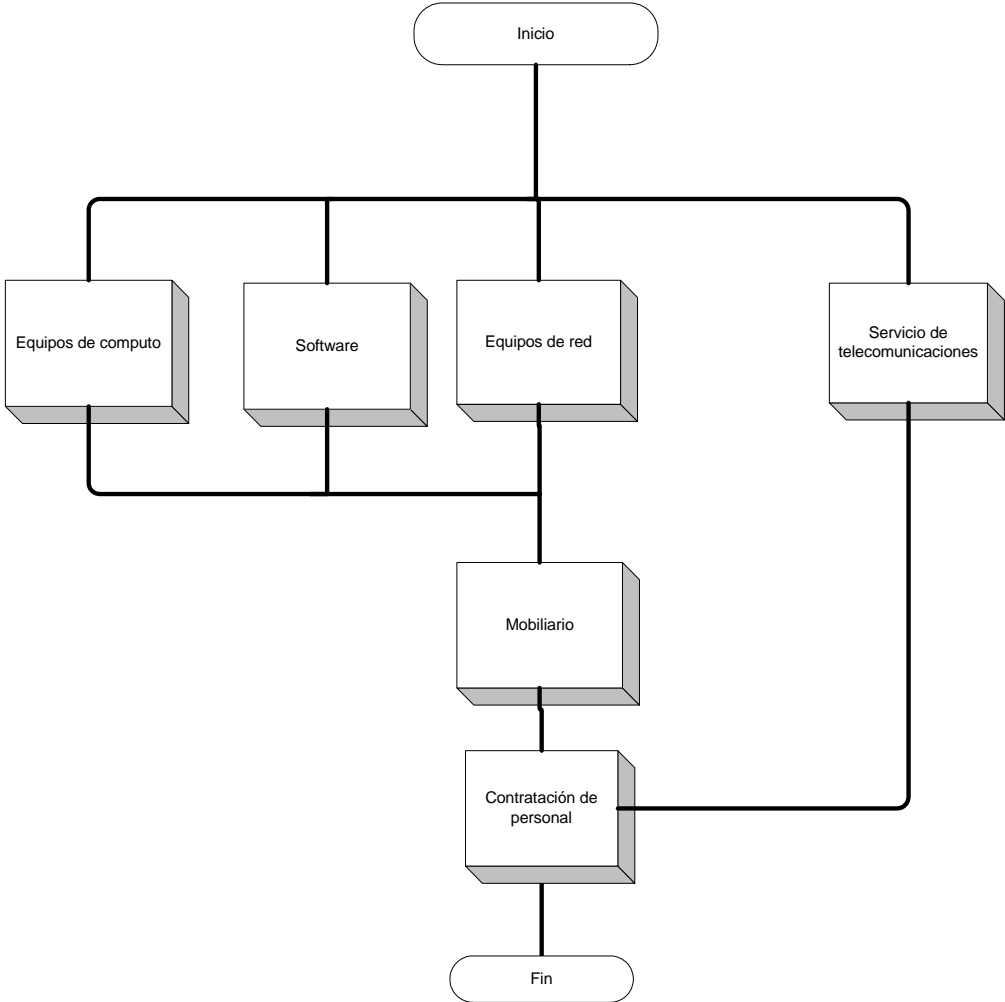 Inicio
Equipos de computo
Software
Equipos de red
Servicio de
telecomunicaciones
Mobiliario
Contratación de
personal
Fin